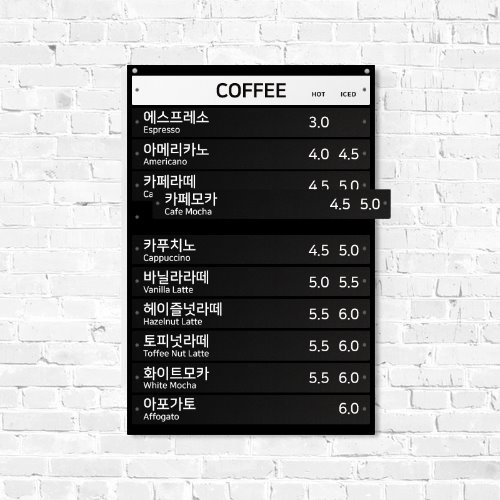 COFFEE HOT ICED
에스프레소 3.0
Espresso
아메리카노 4.0 4.5
Americano
카페라떼 4.5 5.0
Ca
카페모카 4.5 5.0
Cafe Mocha
카푸치노 4.5 5.0
Cappuccino
바닐라라떼 5.0 5.5
Vanilla Latte
헤이즐넛라떼 5.5 6.0
Hazelnut Latte
토피넛라떼 5.5 6.0
Toffee Nut Latte
화이트모카 5.5 6.0
White Mocha
아포가토 6.0
Affogato